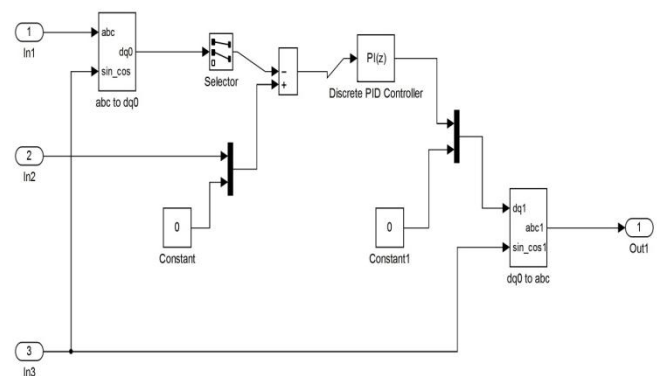 1
In1
abc
dq0
sin_cos
abc to dq0
Selector
−
+
PI(z)
Discrete PID Controller
2
In2
0
Constant
0
Constant1
dq1
abc1
sin_cos1
dq0 to abc
1
Out1
3
In3